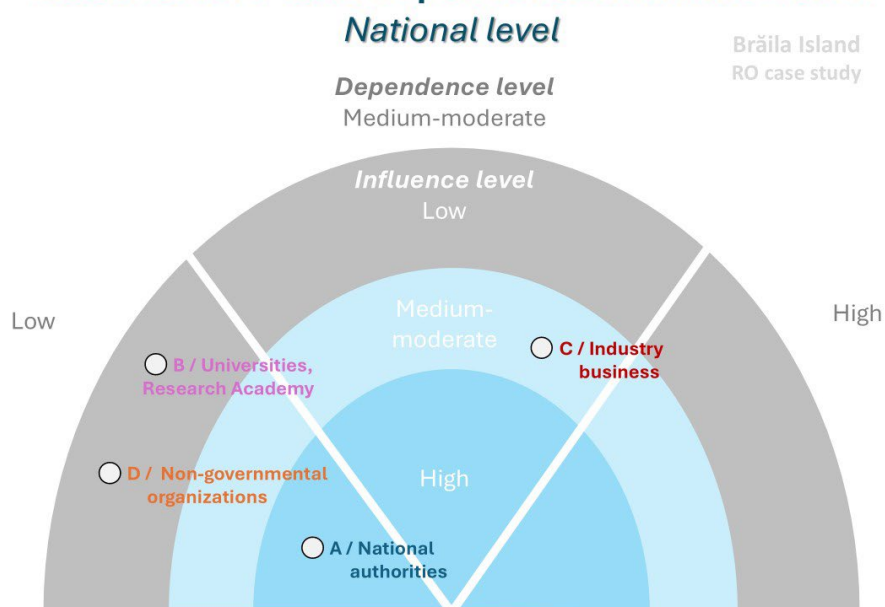 National level
Brăila Island
RO case study
Dependence level
Medium-moderate
Influence level
Low
Low
High
Medium-
moderate
C / Industry
business
B / Universities,
Research Academy
D / Non-governmental
organizations
High
A / National
authorities